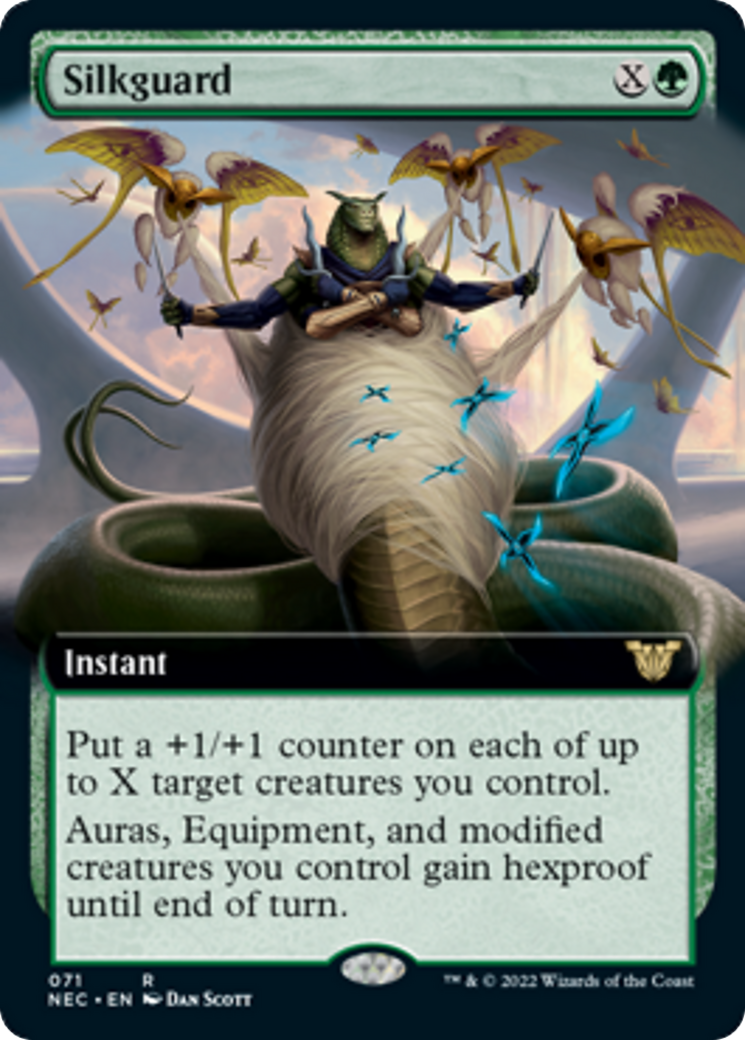 Silkguard X
Instant
Put a +1/+1 counter on each of up
to X target creatures you control.
Auras, Equipment, and modified
creatures you control gain hexproof
until end of turn.
071 R
NEC • EN Dan Scott
™ & © 2022 Wizards of the Coast